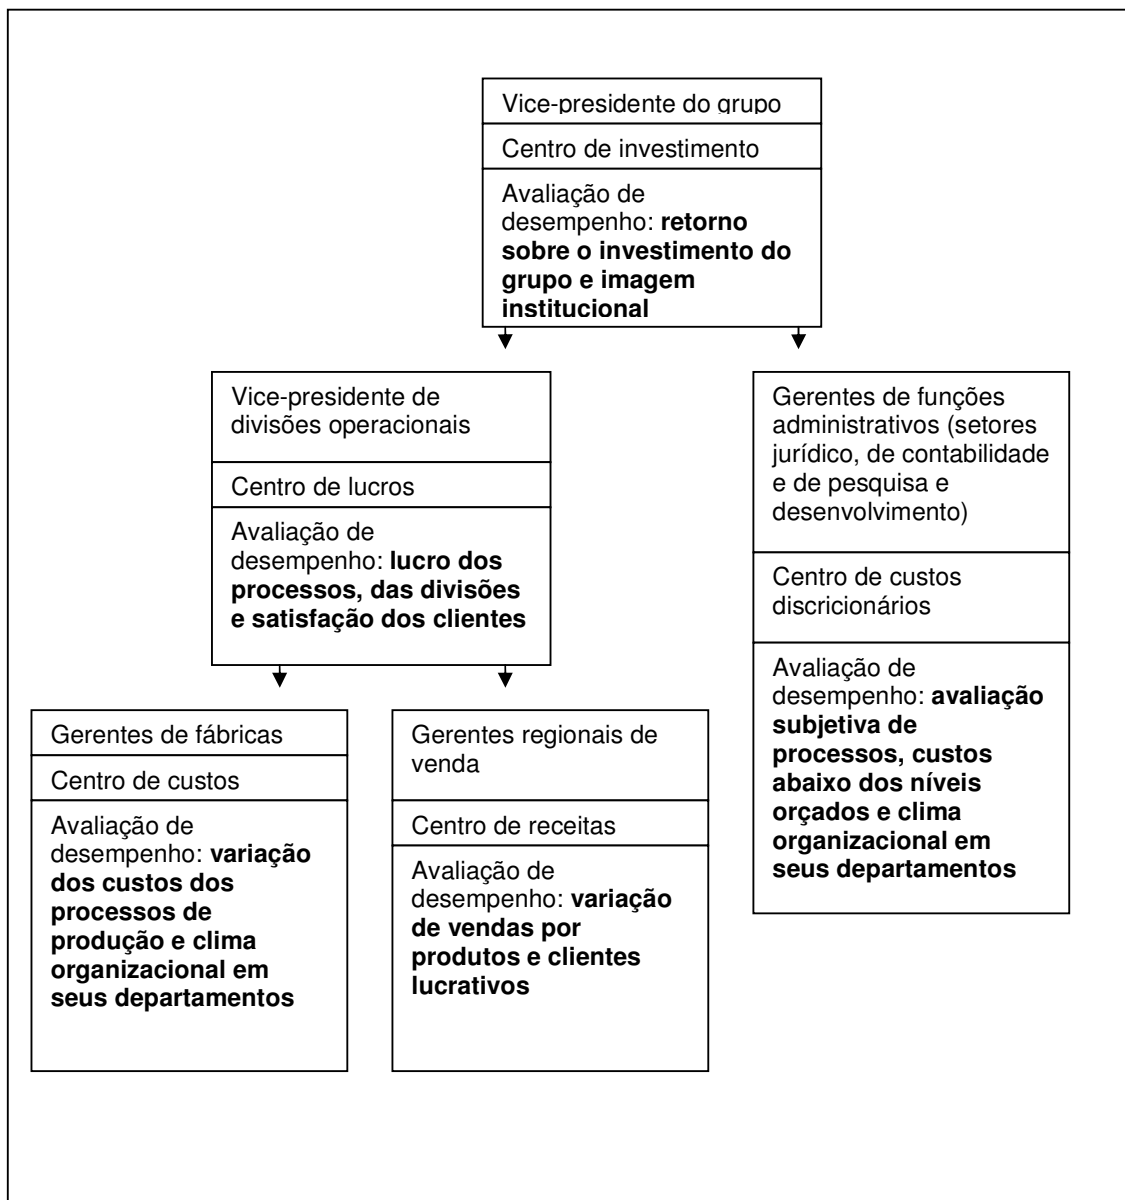 Vice-presidente do grupo
Centro de investimento
Avaliação de
desempenho: retorno
sobre o investimento do
grupo e imagem
institucional
Vice-presidente de
divisões operacionais
Centro de lucros
Avaliação de
desempenho: lucro dos
processos, das divisões
e satisfação dos clientes
Gerentes de funções
administrativos (setores
jurídico, de contabilidade
e de pesquisa e
desenvolvimento)
Centro de custos
discricionários
Avaliação de
desempenho: avaliação
subjetiva de
processos, custos
abaixo dos níveis
orçados e clima
organizacional em
seus departamentos
Gerentes de fábricas
Centro de custos
Avaliação de
desempenho: variação
dos custos dos
processos de
produção e clima
organizacional em
seus departamentos
Gerentes regionais de
venda
Centro de receitas
Avaliação de
desempenho: variação
de vendas por
produtos e clientes
lucrativos